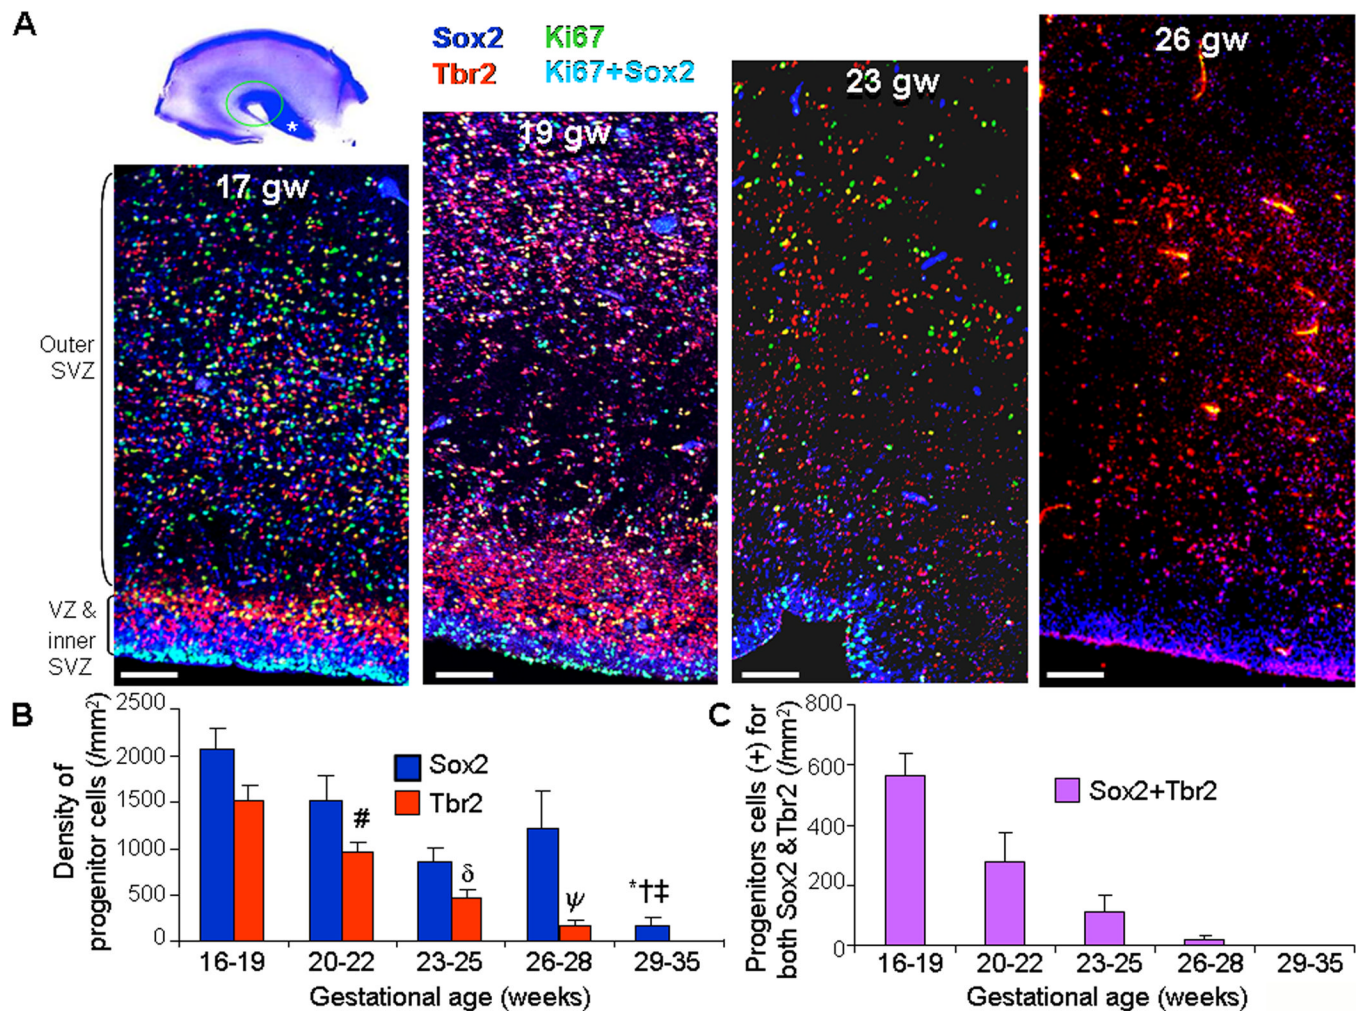 A
Sox2 Ki67
Tbr2 Ki67+Sox2
17 gw
19 gw
23 gw
26 gw
Outer
SVZ
VZ &
inner
SVZ
*
B
Density of
progenitor cells (/mm²)
2500
2000
1500
1000
500
0
Sox2
Tbr2
#
δ
ψ
*†‡
16-19 20-22 23-25 26-28 29-35
Gestational age (weeks)
C
Progenitors cells (+) for
both Sox2 &Tbr2 (/mm²)
800
600
400
200
0
Sox2+Tbr2
16-19 20-22 23-25 26-28 29-35
Gestational age (weeks)